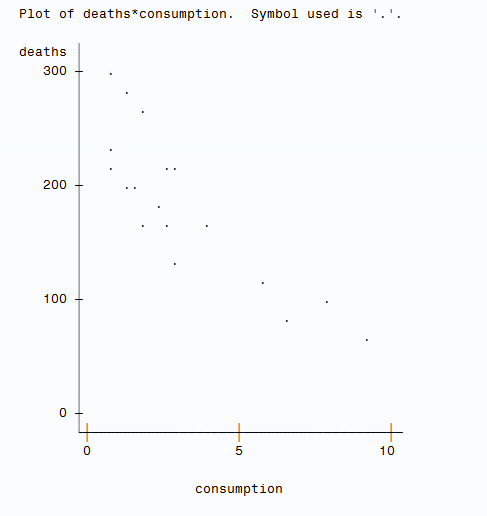 Plot of deaths*consumption.  Symbol used is '.'.
deaths
300
200
100
0
0 5 10
consumption